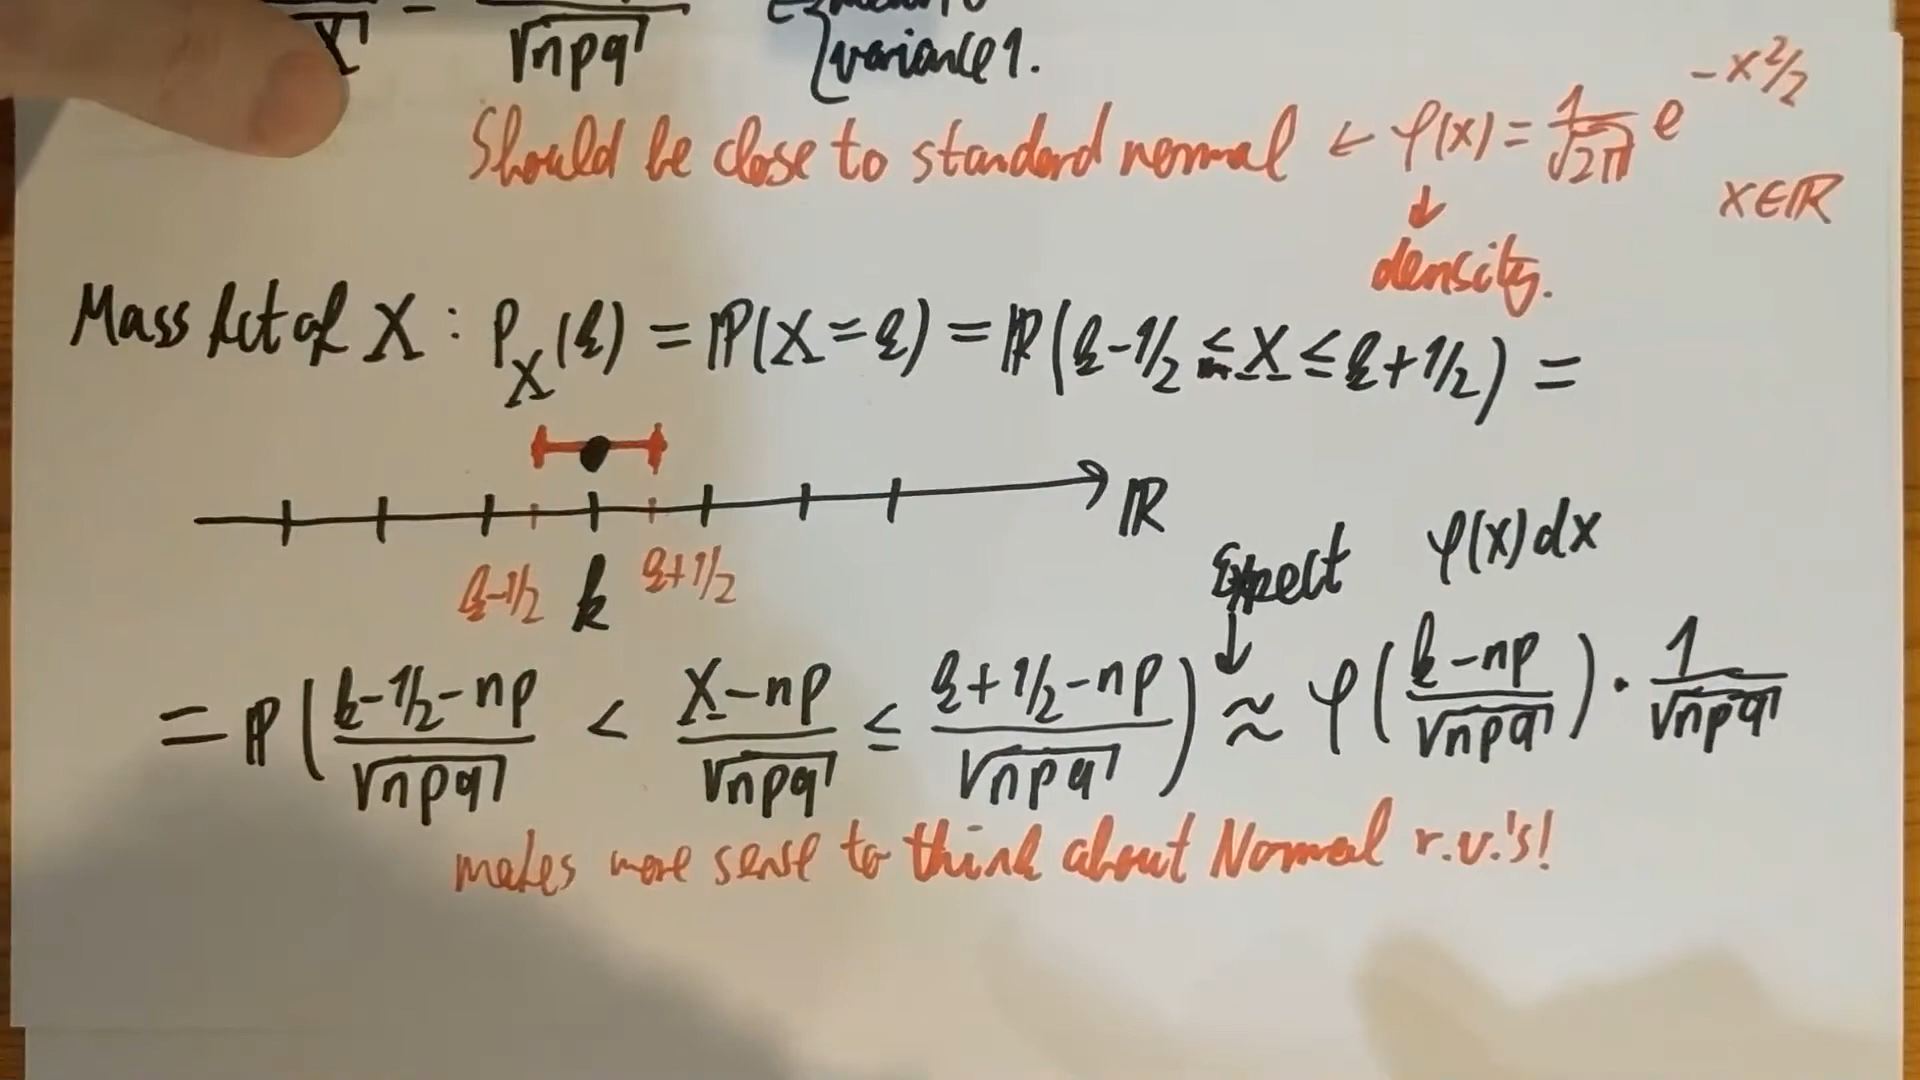 X - √npq {variance 1.
Should be close to standard normal ← φ(x) = 1/√2π e^{-x²/2}
↓ x∈ℝ
density.
Mass fct of X : P_X(k) = ℙ(X = k) = ℙ(k-1/2 ≤ X ≤ k+1/2) =
ℝ
k-1/2 k k+1/2
Expect φ(x)dx
↓
= ℙ( (k-1/2-np)/√npq < (X-np)/√npq ≤ (k+1/2-np)/√npq ) ≈ φ( (k-np)/√npq ) · 1/√npq
makes more sense to think about Normal r.v.'s!